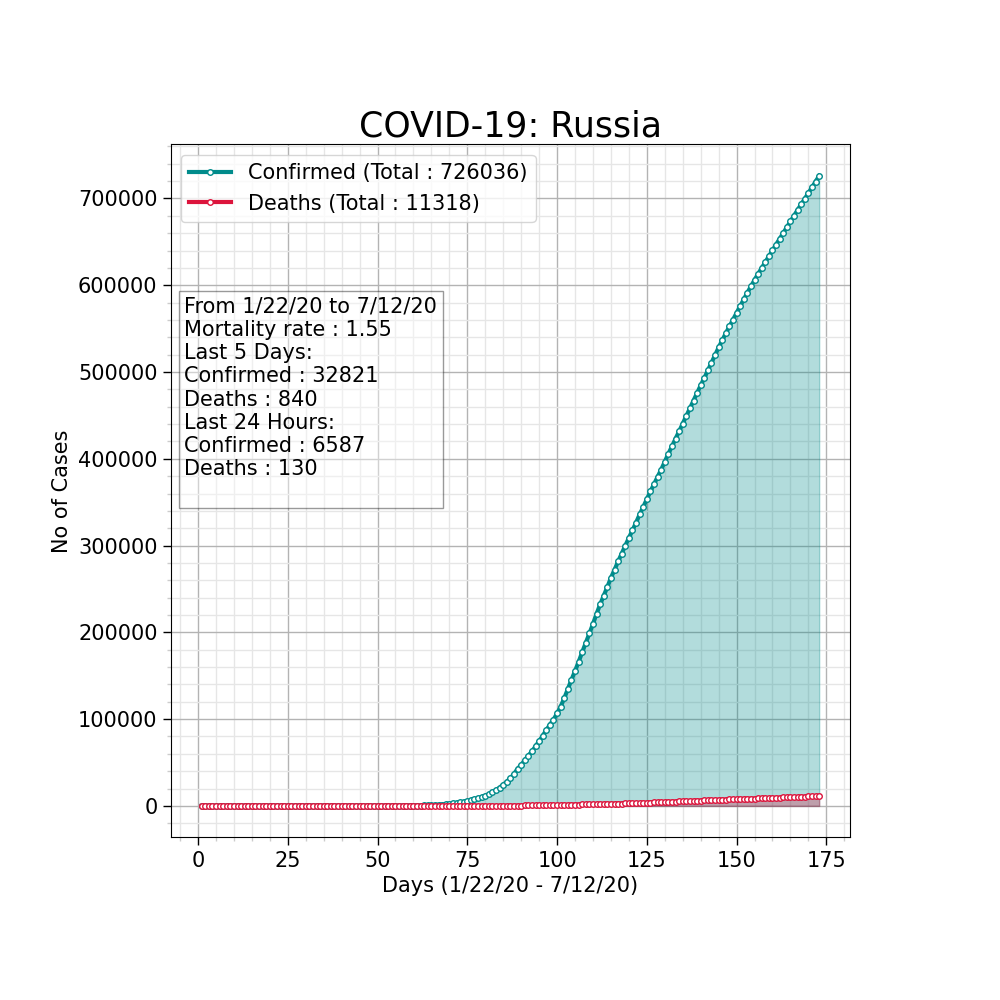 COVID-19: Russia
Confirmed (Total : 726036)
Deaths (Total : 11318)
From 1/22/20 to 7/12/20
Mortality rate : 1.55
Last 5 Days:
Confirmed : 32821
Deaths : 840
Last 24 Hours:
Confirmed : 6587
Deaths : 130
No of Cases
700000
600000
500000
400000
300000
200000
100000
0
0 25 50 75 100 125 150 175
Days (1/22/20 - 7/12/20)